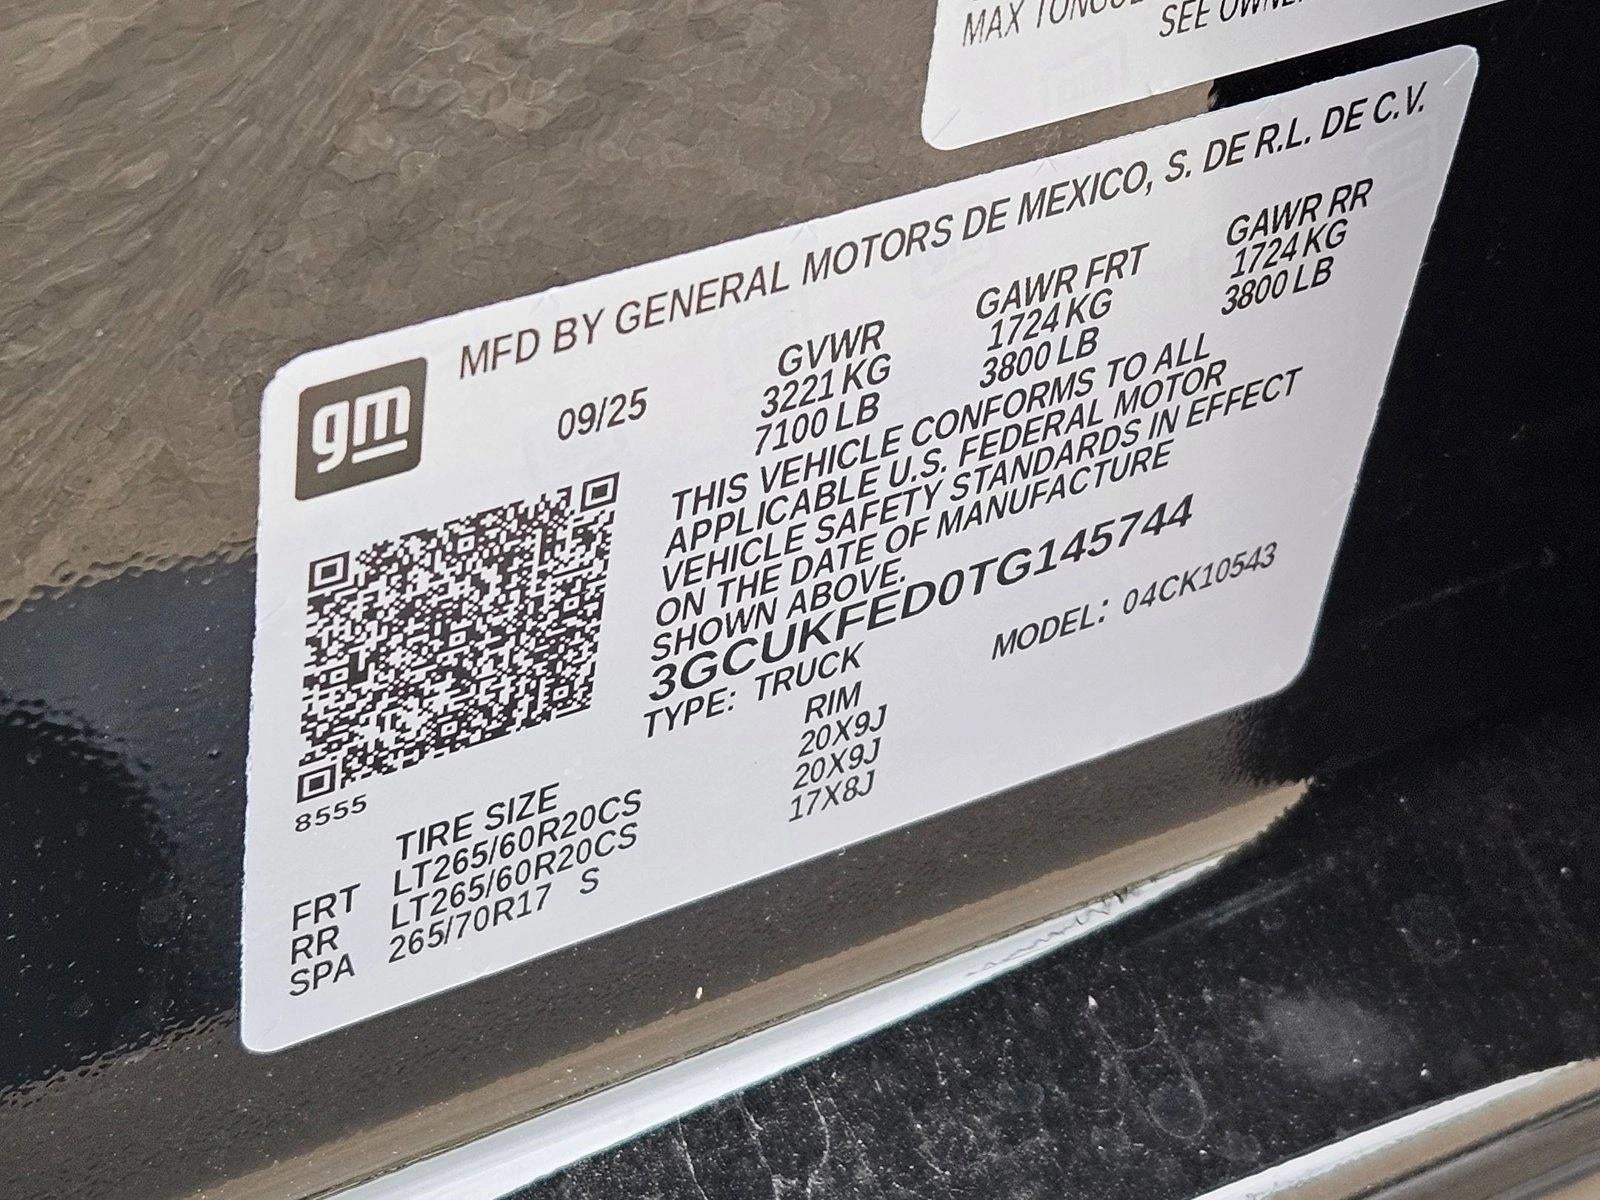 MAX TONGUE
SEE OWNER
MFD BY GENERAL MOTORS DE MEXICO, S. DE R.L. DE C.V.
gm
09/25
GVWR
3221 KG
7100 LB
GAWR FRT
1724 KG
3800 LB
GAWR RR
1724 KG
3800 LB
THIS VEHICLE CONFORMS TO ALL
APPLICABLE U.S. FEDERAL MOTOR
VEHICLE SAFETY STANDARDS IN EFFECT
ON THE DATE OF MANUFACTURE
SHOWN ABOVE.
3GCUKFED0TG145744
TYPE: TRUCK
MODEL: 04CK10543
8555
TIRE SIZE RIM
FRT LT265/60R20CS 20X9J
RR LT265/60R20CS 20X9J
SPA 265/70R17 S 17X8J